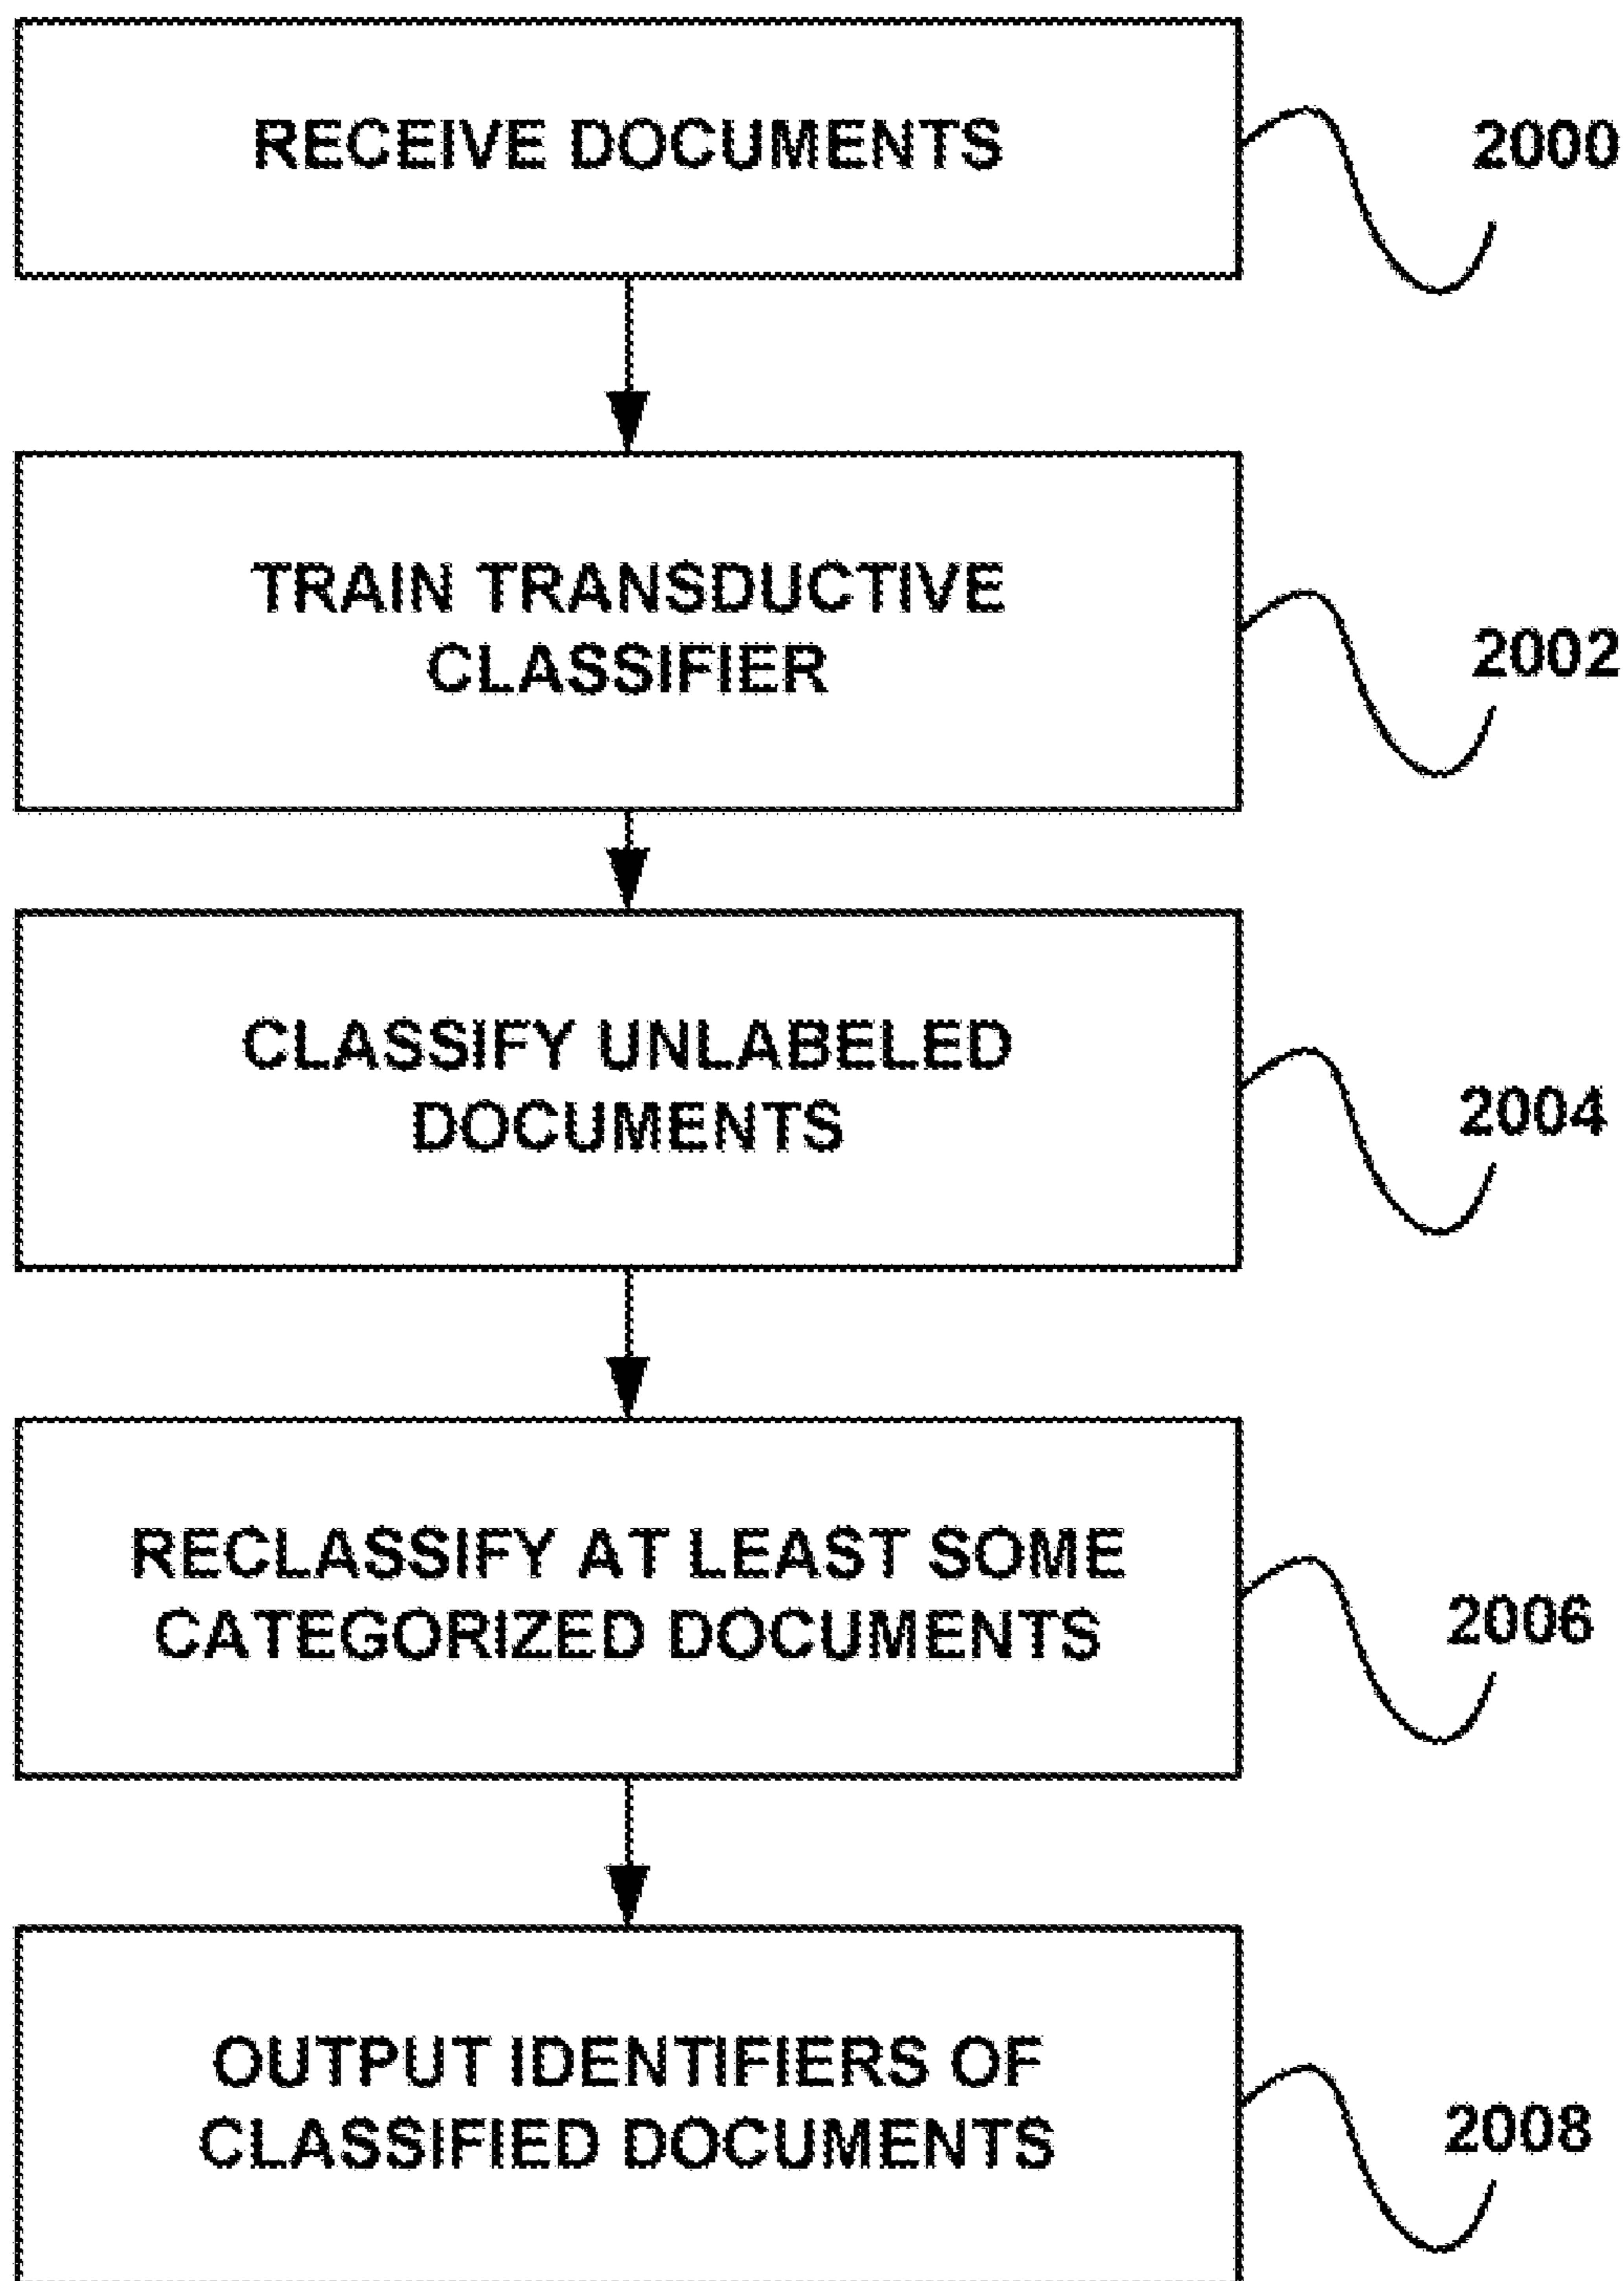 RECEIVE DOCUMENTS
2000
TRAIN TRANSDUCTIVE
CLASSIFIER
2002
CLASSIFY UNLABELED
DOCUMENTS
2004
RECLASSIFY AT LEAST SOME
CATEGORIZED DOCUMENTS
2006
OUTPUT IDENTIFIERS OF
CLASSIFIED DOCUMENTS
2008